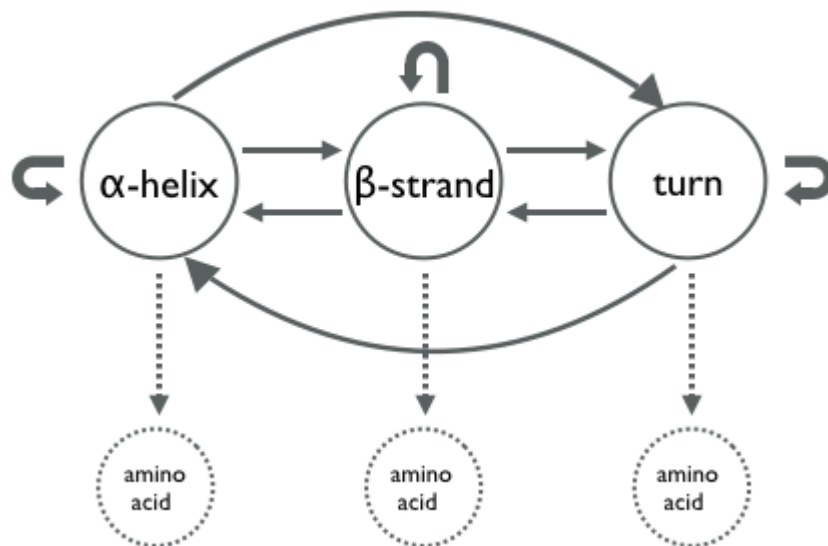 α-helix
β-strand
turn
amino
acid
amino
acid
amino
acid